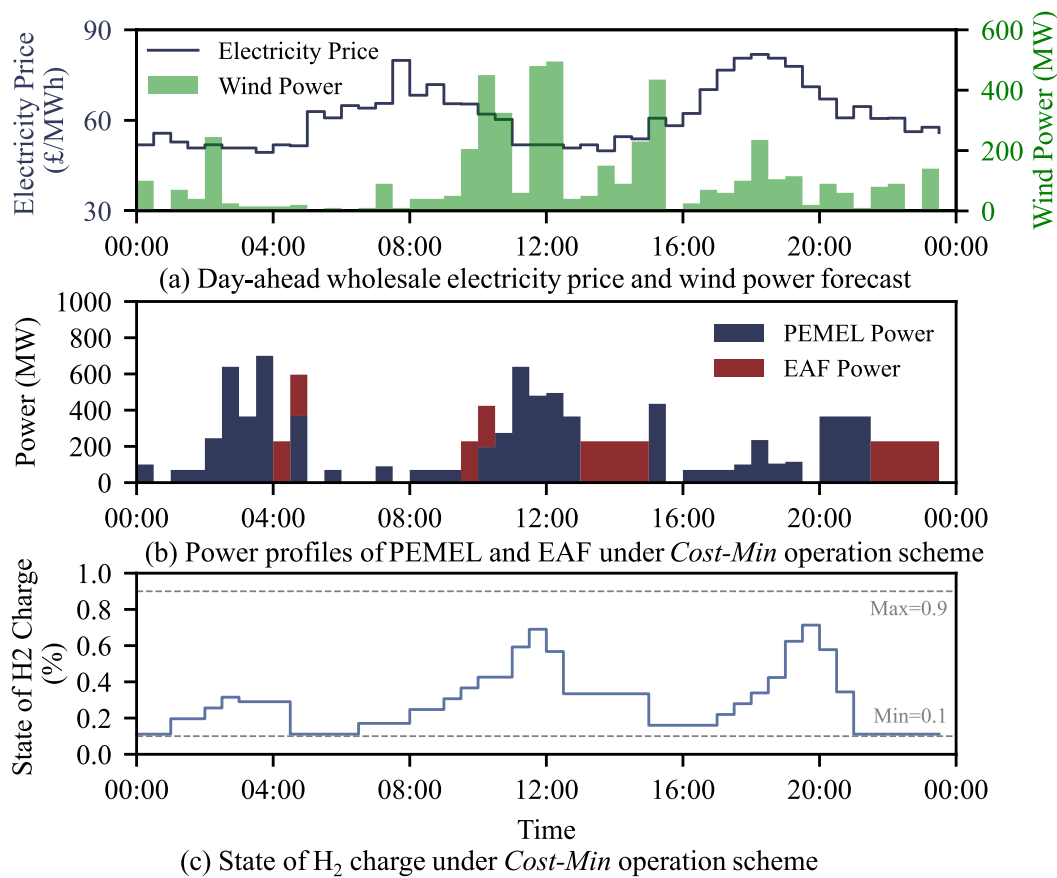 90
60
30
Electricity Price
(£/MWh)
Electricity Price
Wind Power
600
400
200
0
Wind Power (MW)
00:00 04:00 08:00 12:00 16:00 20:00 00:00
(a) Day-ahead wholesale electricity price and wind power forecast
1000
800
600
400
200
0
Power (MW)
PEMEL Power
EAF Power
00:00 04:00 08:00 12:00 16:00 20:00 00:00
(b) Power profiles of PEMEL and EAF under Cost-Min operation scheme
1.0
0.8
0.6
0.4
0.2
0.0
State of H2 Charge
(%)
Max=0.9
Min=0.1
00:00 04:00 08:00 12:00 16:00 20:00 00:00
Time
(c) State of H₂ charge under Cost-Min operation scheme